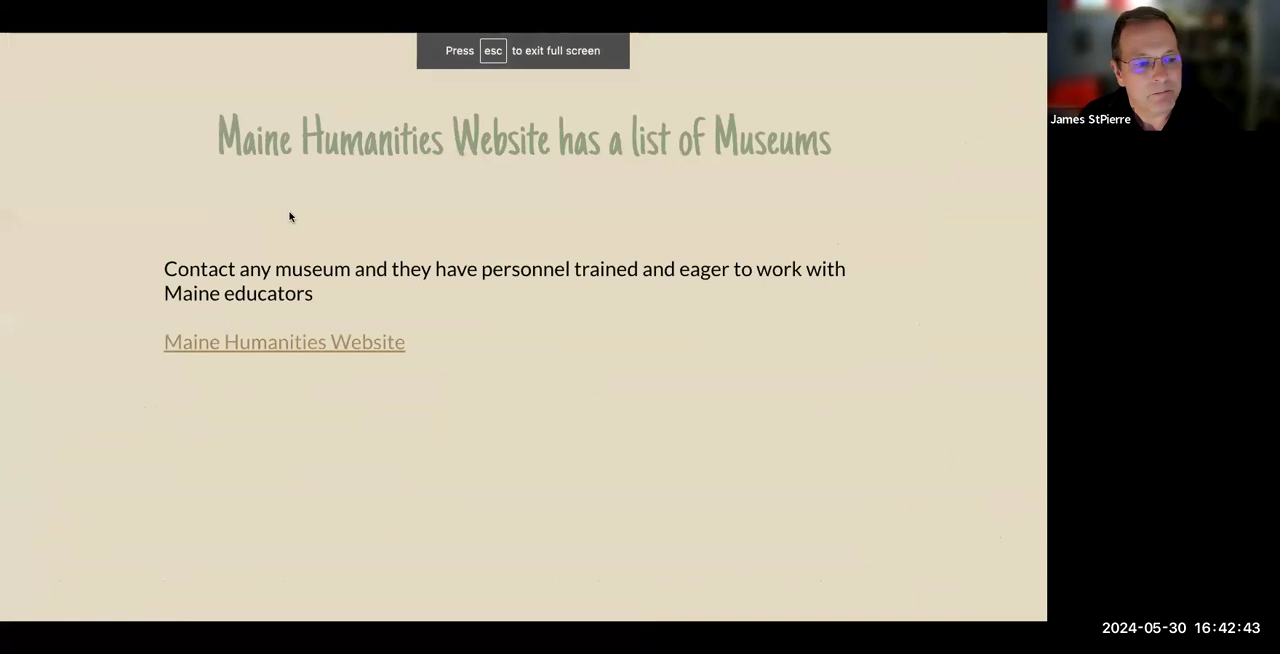 Press esc to exit full screen
Maine Humanities Website has a list of Museums
Contact any museum and they have personnel trained and eager to work with
Maine educators
Maine Humanities Website
James StPierre
2024-05-30 16:42:43